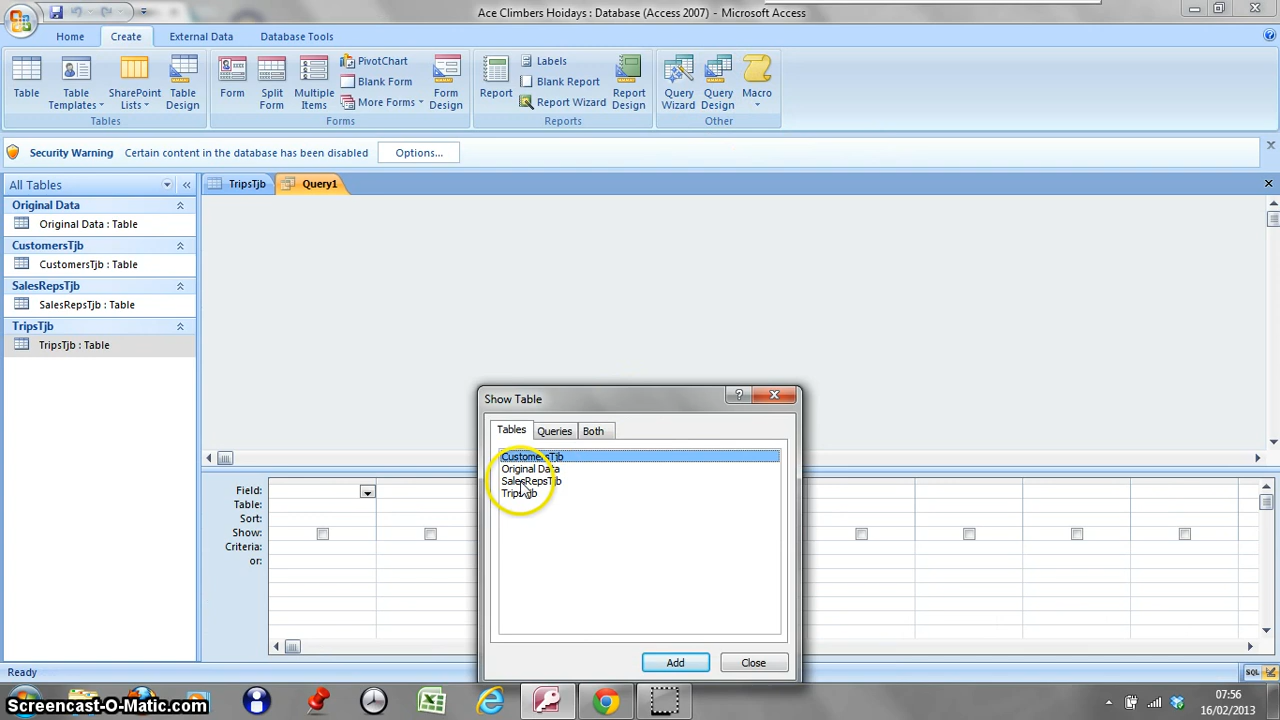 Ace Climbers Hoidays : Database (Access 2007) - Microsoft Access
Home Create External Data Database Tools
Table
Table Templates
SharePoint Lists
Table Design
Form
Split Form
Multiple Items
PivotChart
Blank Form
More Forms
Form Design
Report
Labels
Blank Report
Report Wizard
Report Design
Query Wizard
Query Design
Macro
Tables Forms Reports Other
Security Warning Certain content in the database has been disabled Options...
All Tables «
TripsTjb Query1
Original Data
Original Data : Table
CustomersTjb
CustomersTjb : Table
SalesRepsTjb
SalesRepsTjb : Table
TripsTjb
TripsTjb : Table
Show Table ?
Tables Queries Both
CustomersTjb
Original Data
SalesRepsTjb
TripsTjb
Add Close
Field:
Table:
Sort:
Show:
Criteria:
or:
Ready SQL
Screencast-O-Matic.com
07:56
16/02/2013